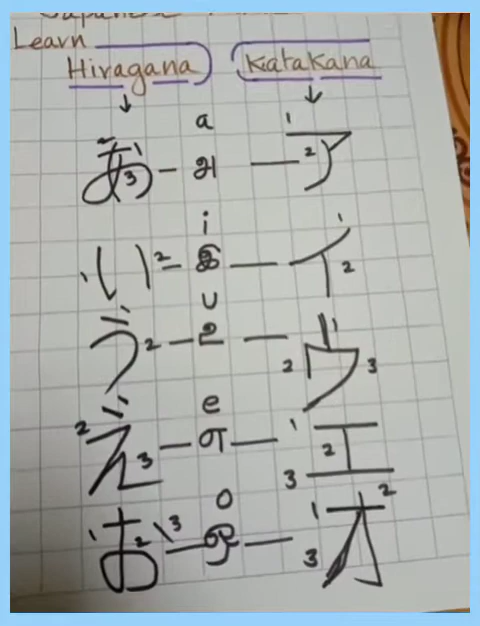 Learn
Hiragana Katakana
↓ ↓
a
あ - அ - ア
i
い - இ - イ
u
う - உ - ウ
e
え - எ - エ
o
お - ஒ - オ